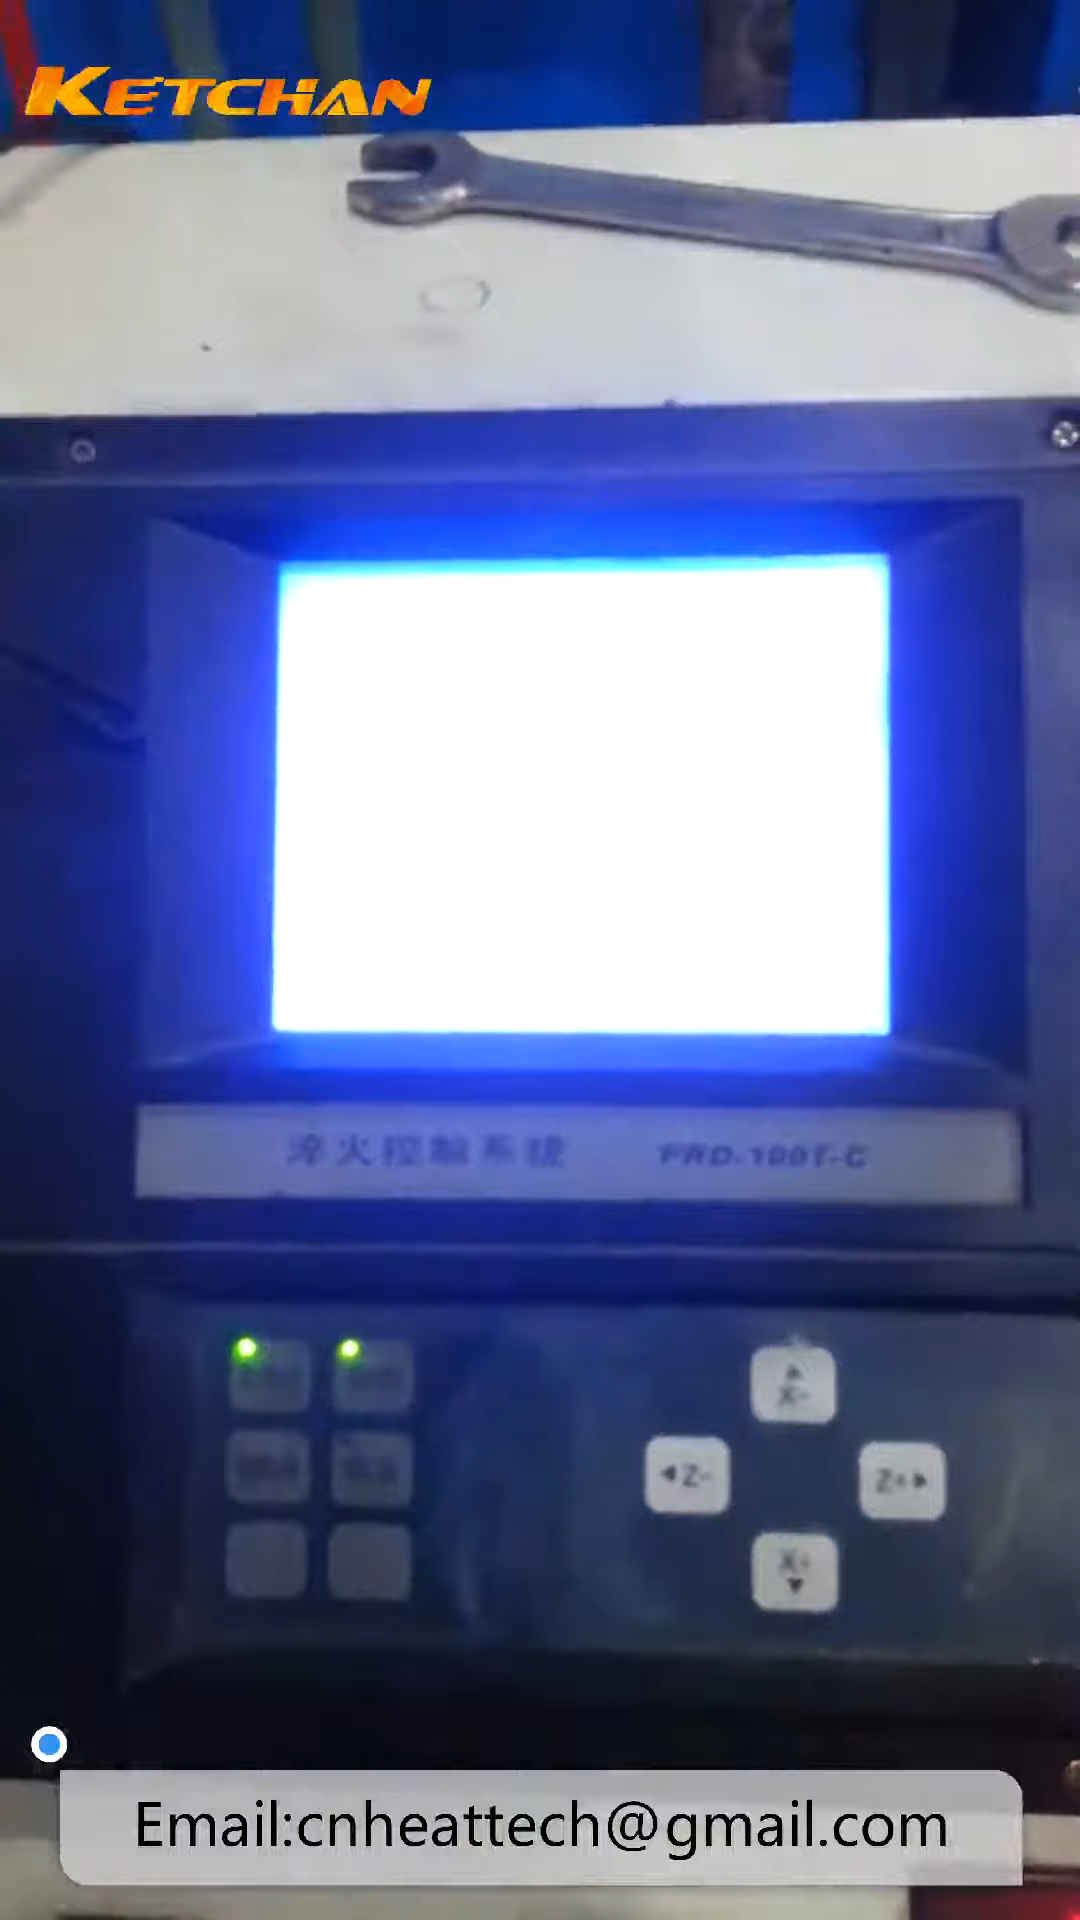 KETCHAN
淬火控制系统 PRD-100T-C
X-
◄Z-
Z+►
X+
Email:cnheattech@gmail.com